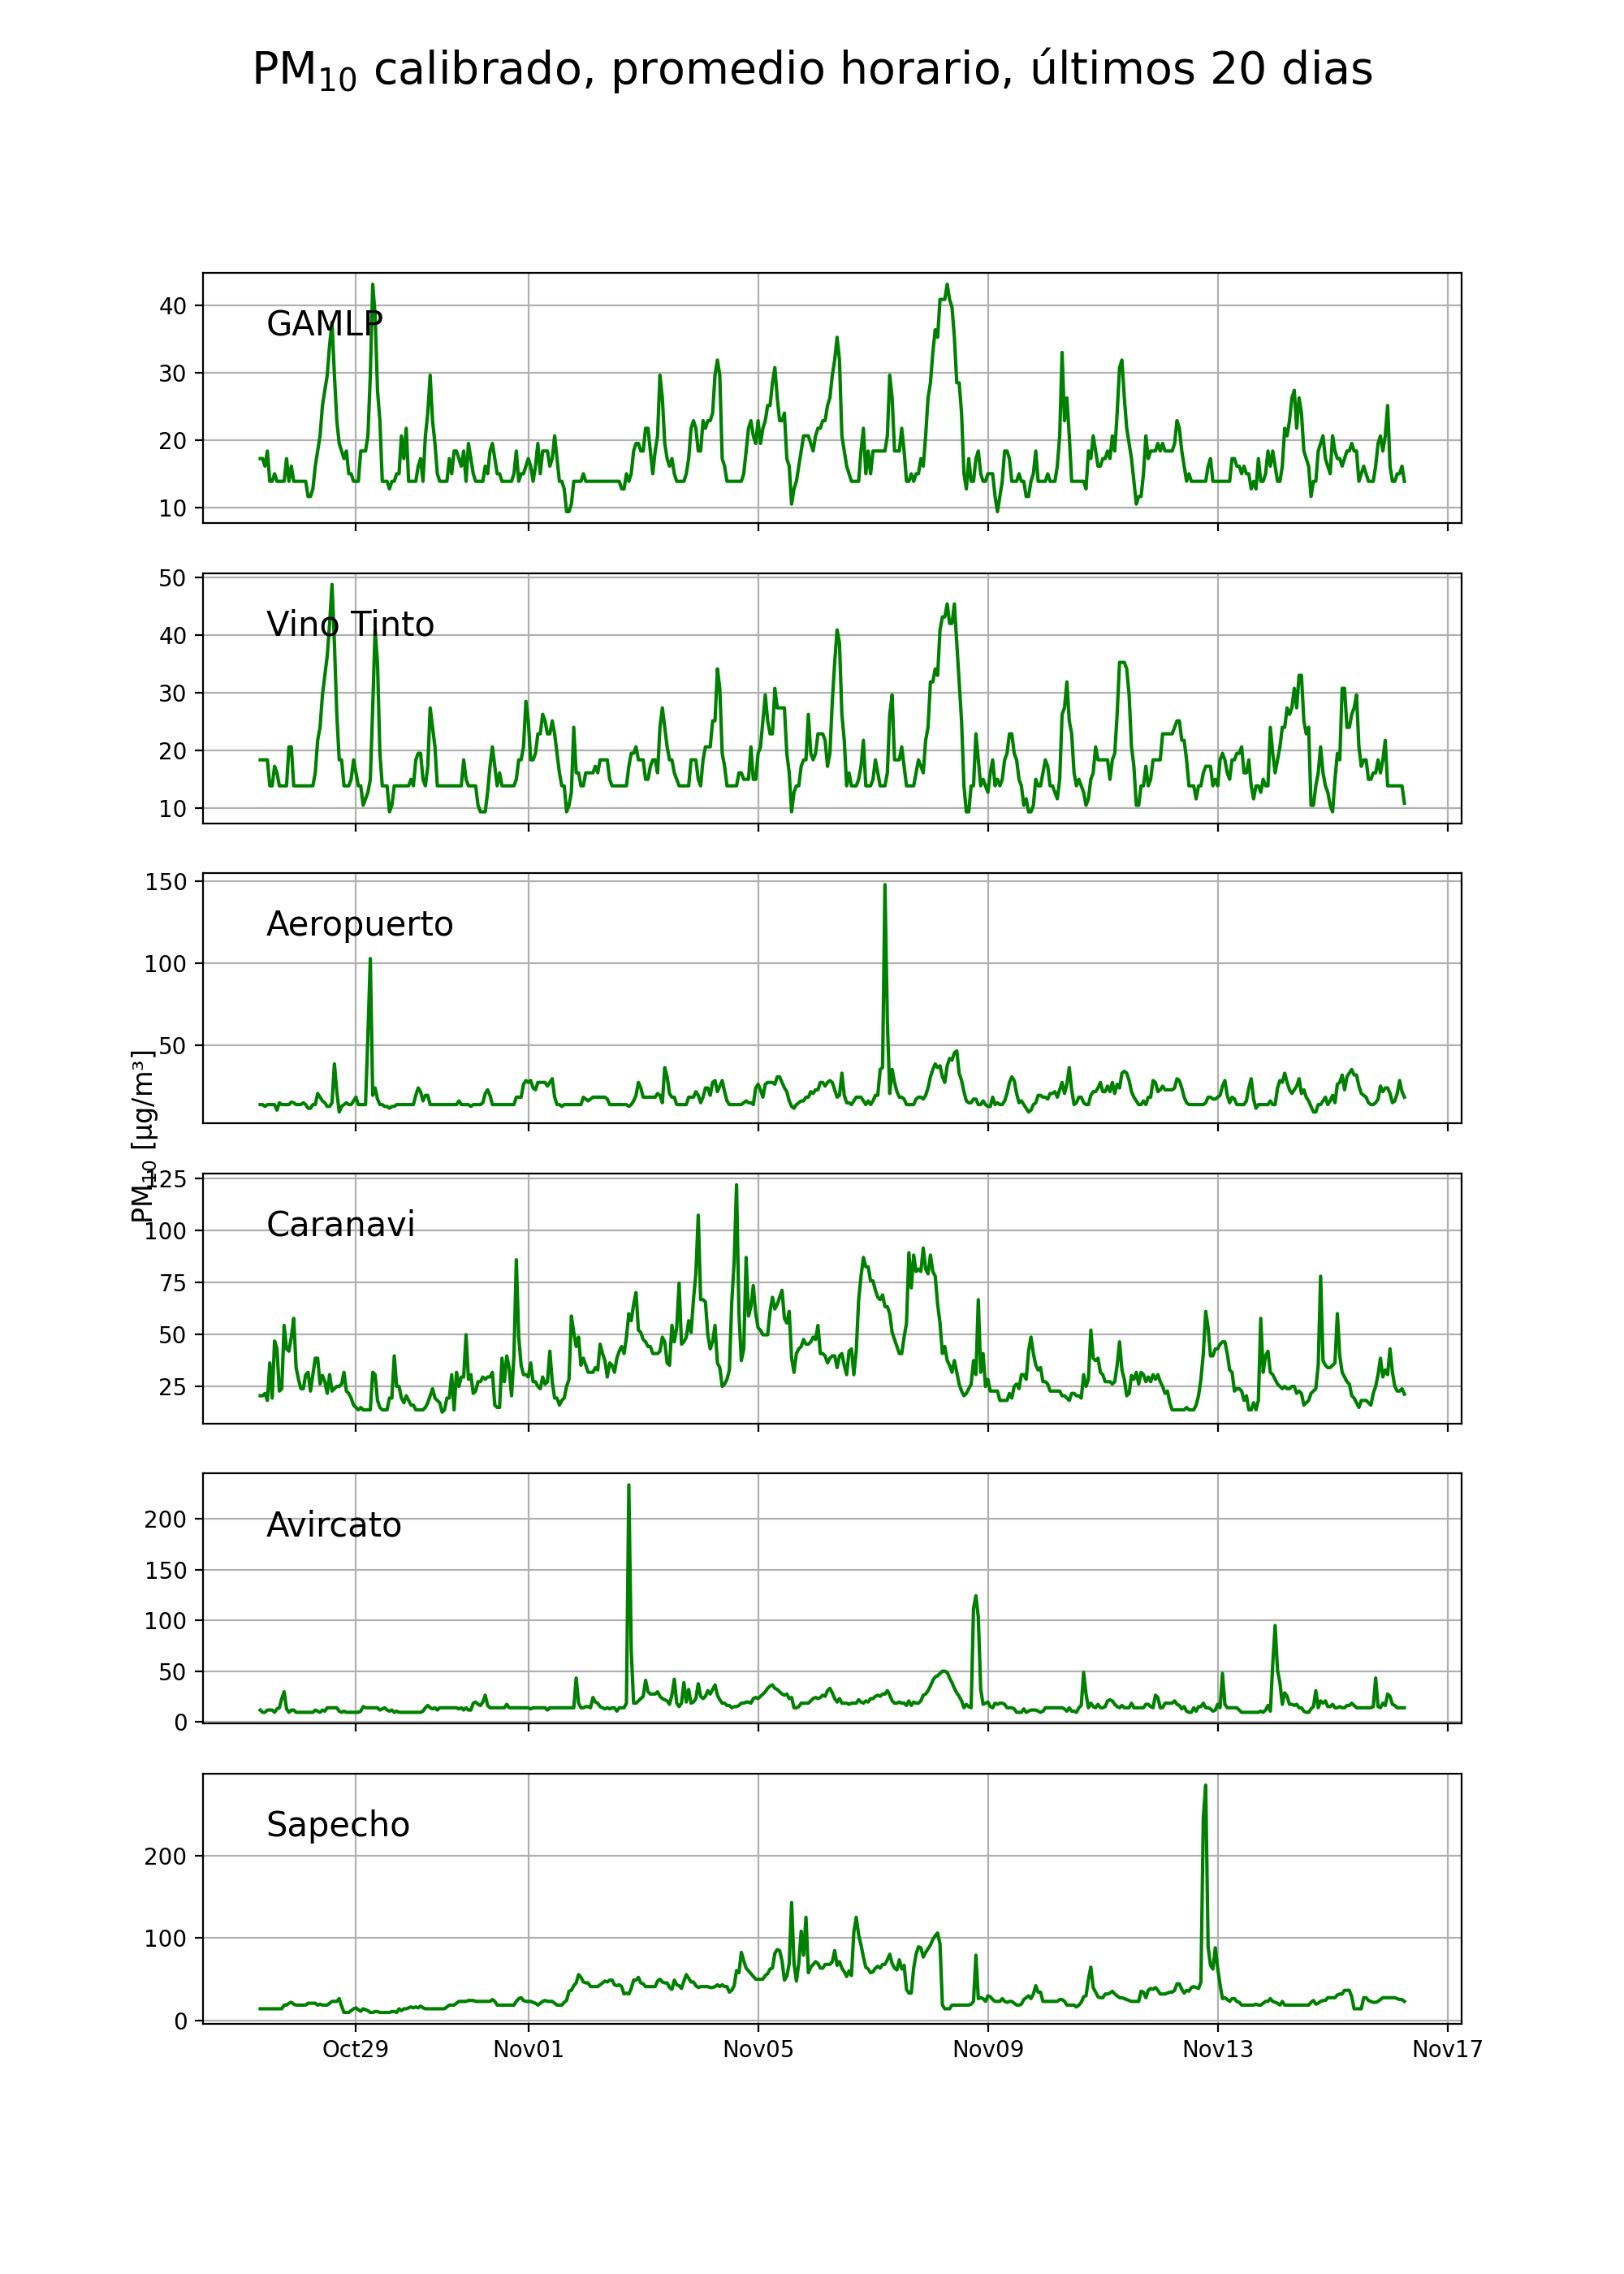 PM₁₀ calibrado, promedio horario, últimos 20 dias
PM₁₀ [µg/m³]
40
GAMLP
30
20
10
50
Vino Tinto
40
30
20
10
150
Aeropuerto
100
50
125
Caranavi
100
75
50
25
Avircato
200
150
100
50
0
Sapecho
200
100
0
Oct29 Nov01 Nov05 Nov09 Nov13 Nov17